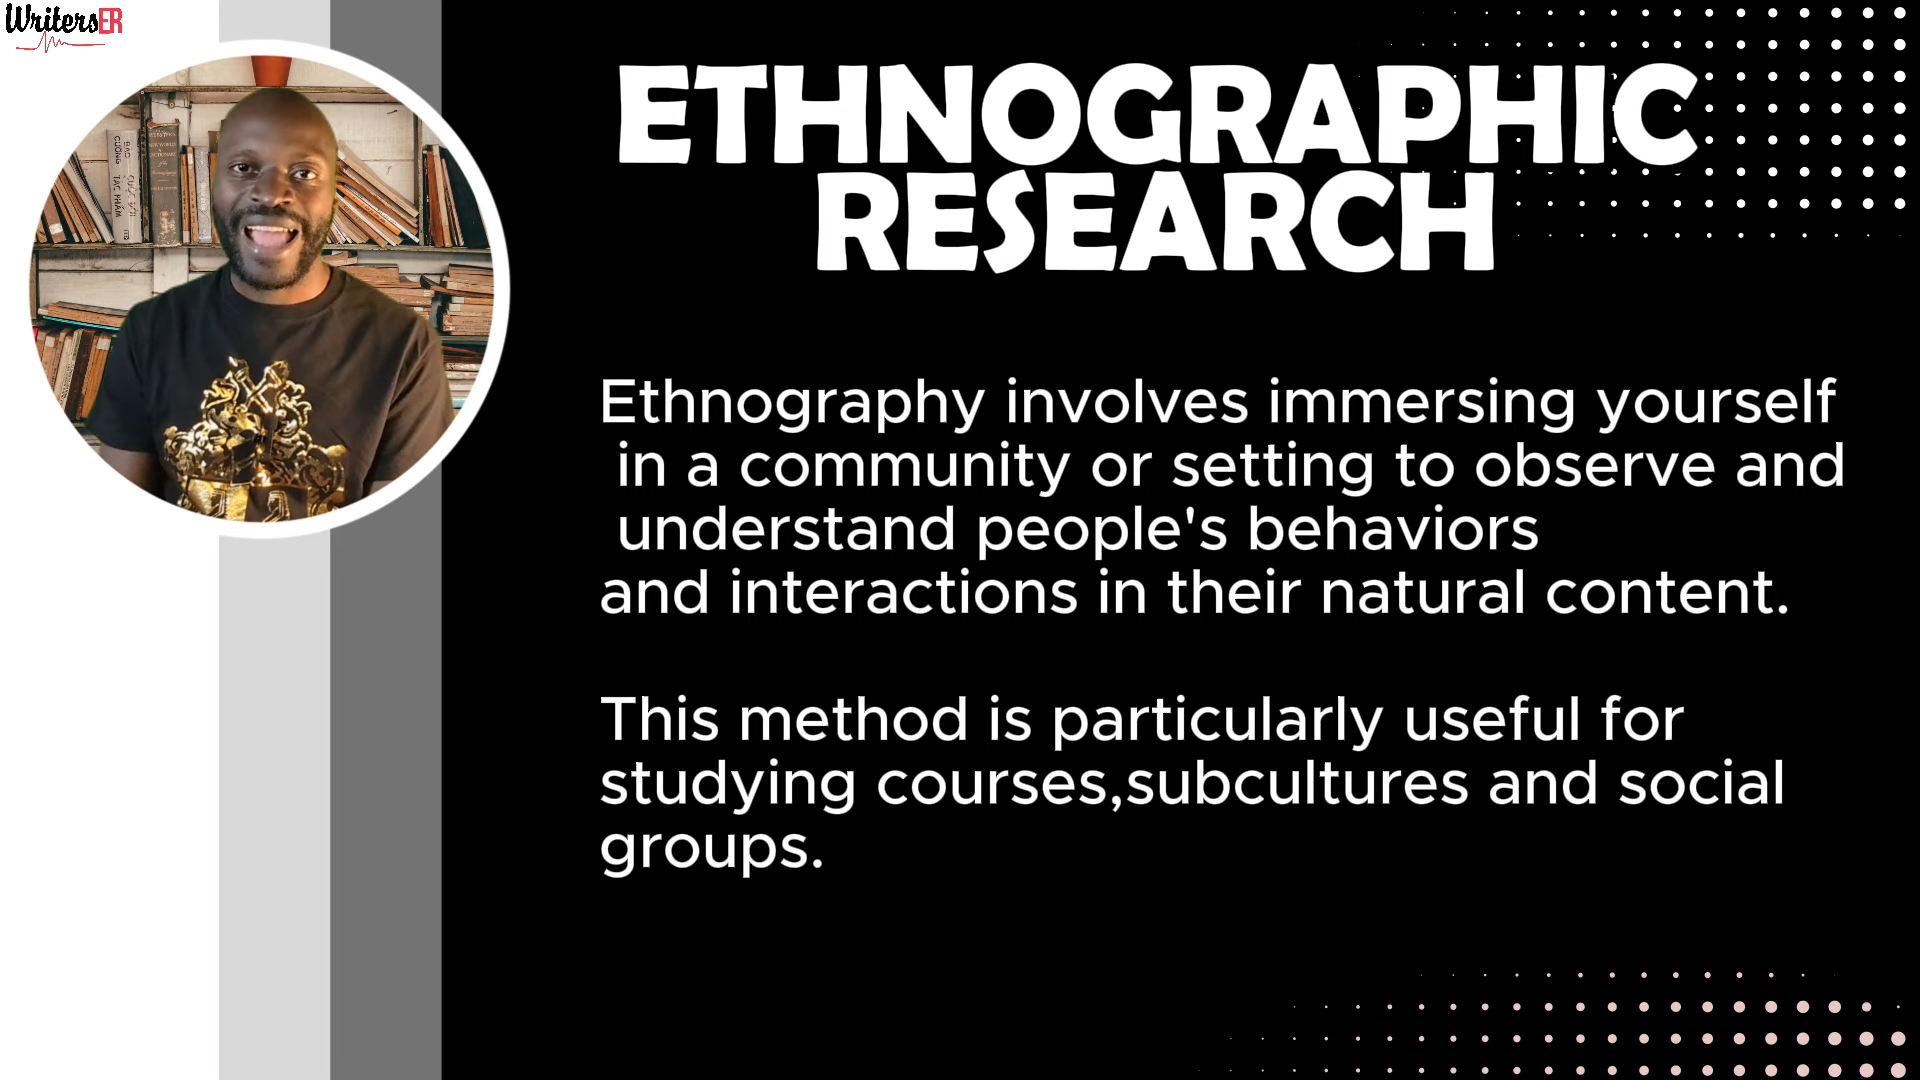 WritersER
ETHNOGRAPHIC
RESEARCH
Ethnography involves immersing yourself
in a community or setting to observe and
understand people's behaviors
and interactions in their natural content.
This method is particularly useful for
studying courses,subcultures and social
groups.